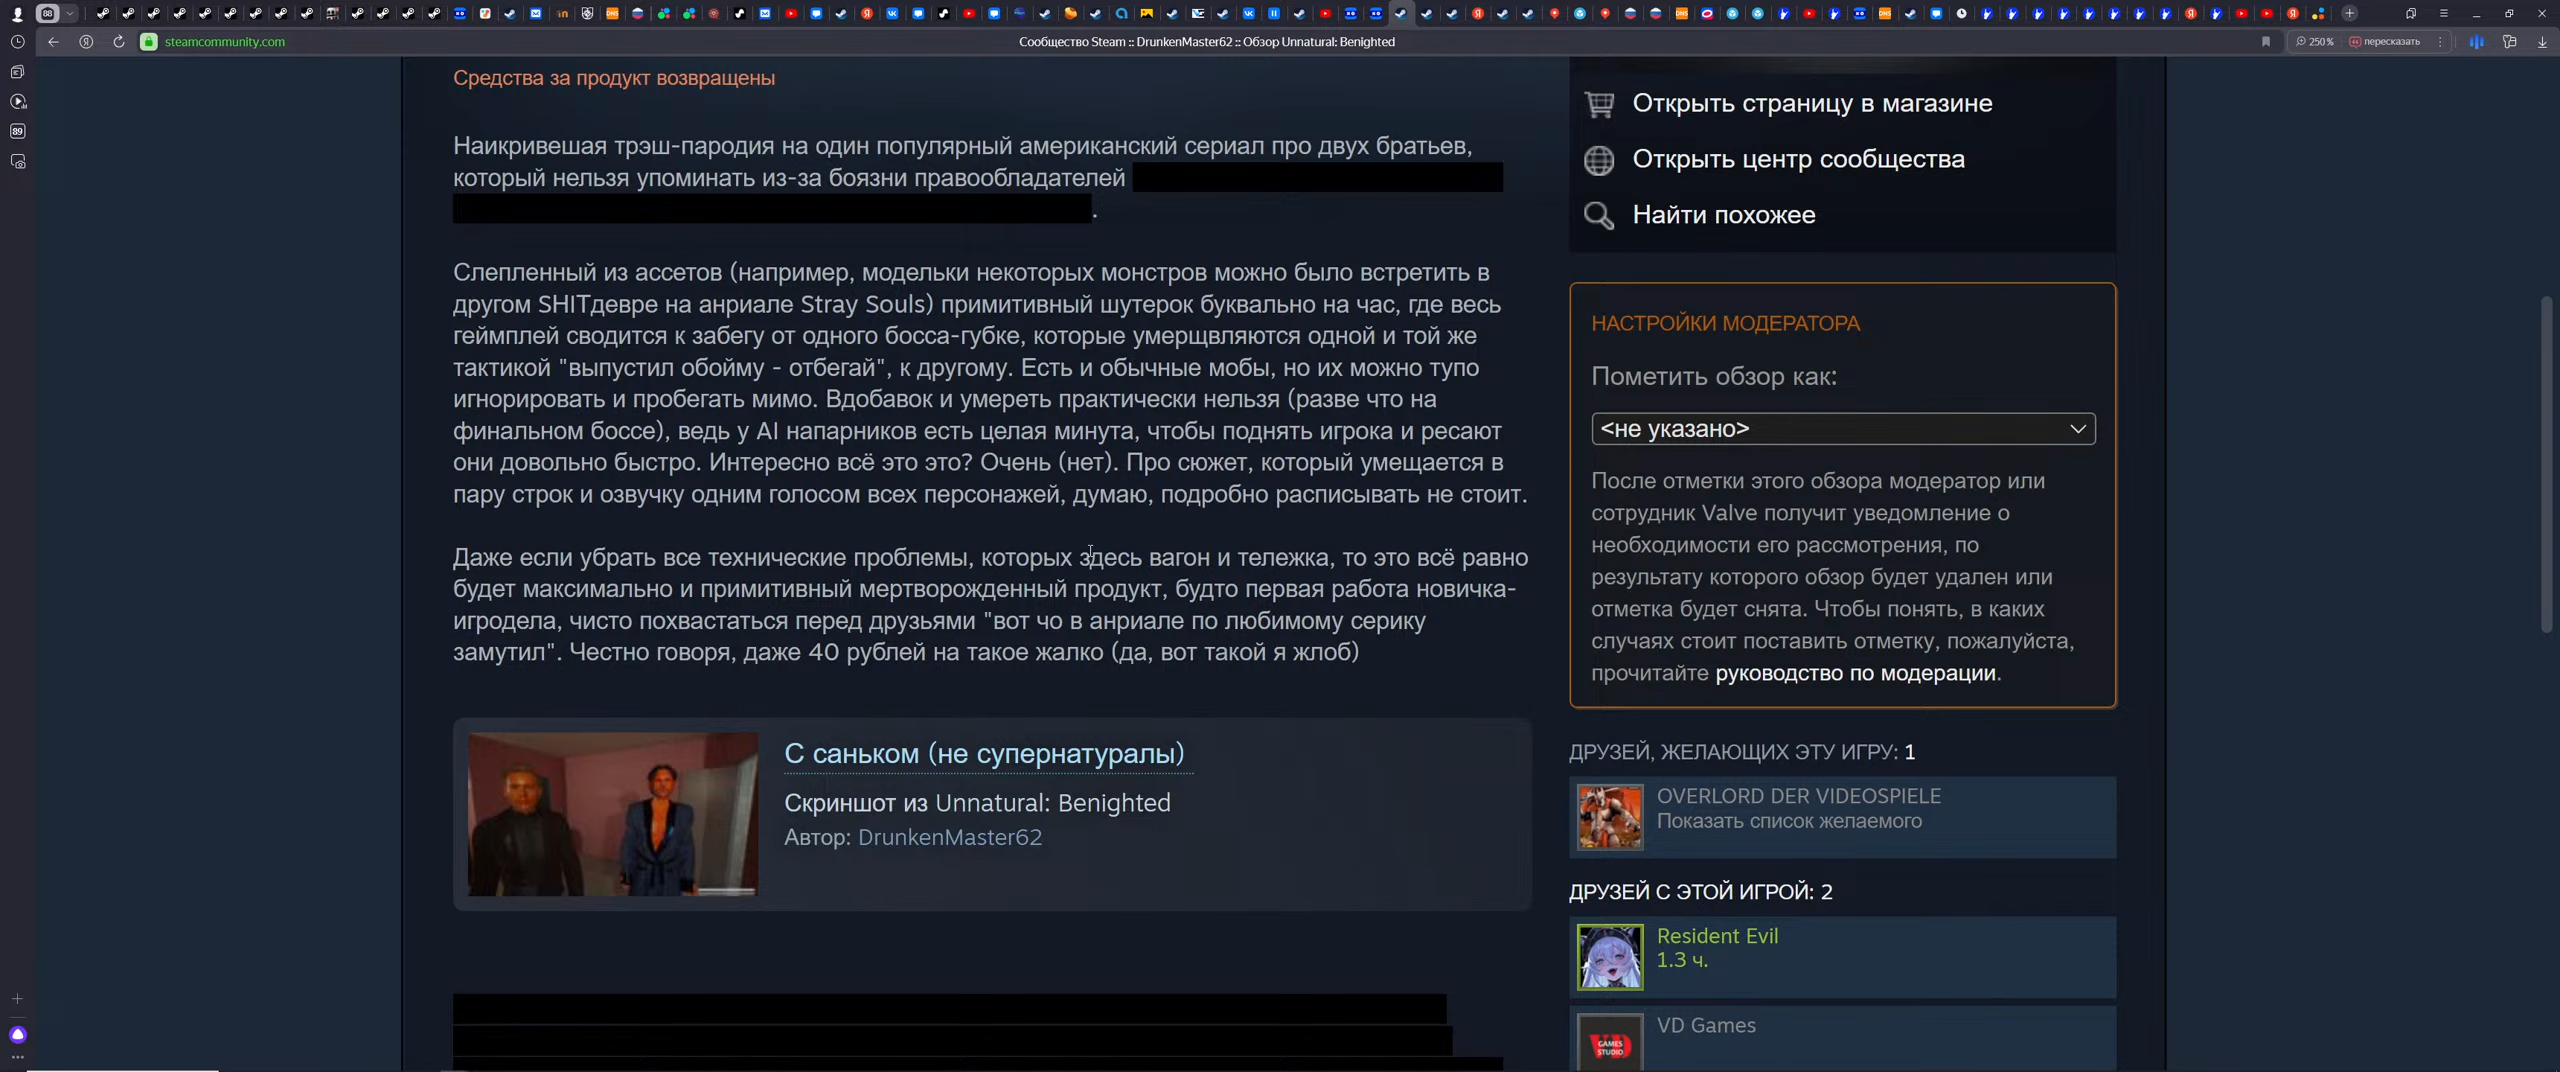 88
steamcommunity.com
Сообщество Steam :: DrunkenMaster62 :: Обзор Unnatural: Benighted
250 %
пересказать
89
Средства за продукт возвращены
Наикривешая трэш-пародия на один популярный американский сериал про двух братьев,
который нельзя упоминать из-за боязни правообладателей
.
Слепленный из ассетов (например, модельки некоторых монстров можно было встретить в
другом SHITдевре на анриале Stray Souls) примитивный шутерок буквально на час, где весь
геймплей сводится к забегу от одного босса-губке, которые умерщвляются одной и той же
тактикой "выпустил обойму - отбегай", к другому. Есть и обычные мобы, но их можно тупо
игнорировать и пробегать мимо. Вдобавок и умереть практически нельзя (разве что на
финальном боссе), ведь у AI напарников есть целая минута, чтобы поднять игрока и ресают
они довольно быстро. Интересно всё это это? Очень (нет). Про сюжет, который умещается в
пару строк и озвучку одним голосом всех персонажей, думаю, подробно расписывать не стоит.
Даже если убрать все технические проблемы, которых здесь вагон и тележка, то это всё равно
будет максимально и примитивный мертворожденный продукт, будто первая работа новичка-
игродела, чисто похвастаться перед друзьями "вот чо в анриале по любимому серику
замутил". Честно говоря, даже 40 рублей на такое жалко (да, вот такой я жлоб)
С саньком (не супернатуралы)
Скриншот из Unnatural: Benighted
Автор: DrunkenMaster62
Открыть страницу в магазине
Открыть центр сообщества
Найти похожее
НАСТРОЙКИ МОДЕРАТОРА
Пометить обзор как:
<не указано>
После отметки этого обзора модератор или
сотрудник Valve получит уведомление о
необходимости его рассмотрения, по
результату которого обзор будет удален или
отметка будет снята. Чтобы понять, в каких
случаях стоит поставить отметку, пожалуйста,
прочитайте руководство по модерации.
ДРУЗЕЙ, ЖЕЛАЮЩИХ ЭТУ ИГРУ: 1
OVERLORD DER VIDEOSPIELE
Показать список желаемого
ДРУЗЕЙ С ЭТОЙ ИГРОЙ: 2
Resident Evil
1.3 ч.
VD Games
VD
GAMES
STUDIO